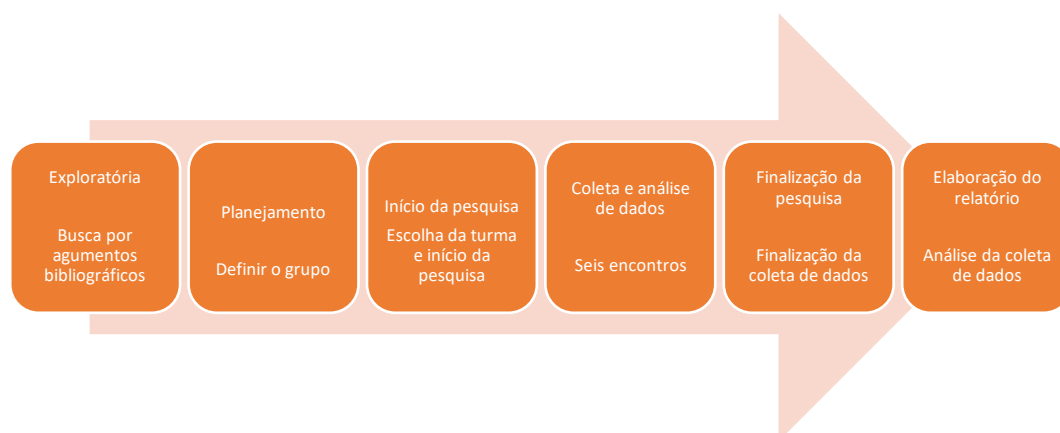 Exploratória
Busca por
agumentos
bibliográficos
Planejamento
Definir o grupo
Início da pesquisa
Escolha da turma
e início da
pesquisa
Coleta e análise
de dados
Seis encontros
Finalização da
pesquisa
Finalização da
coleta de dados
Elaboração do
relatório
Análise da coleta
de dados